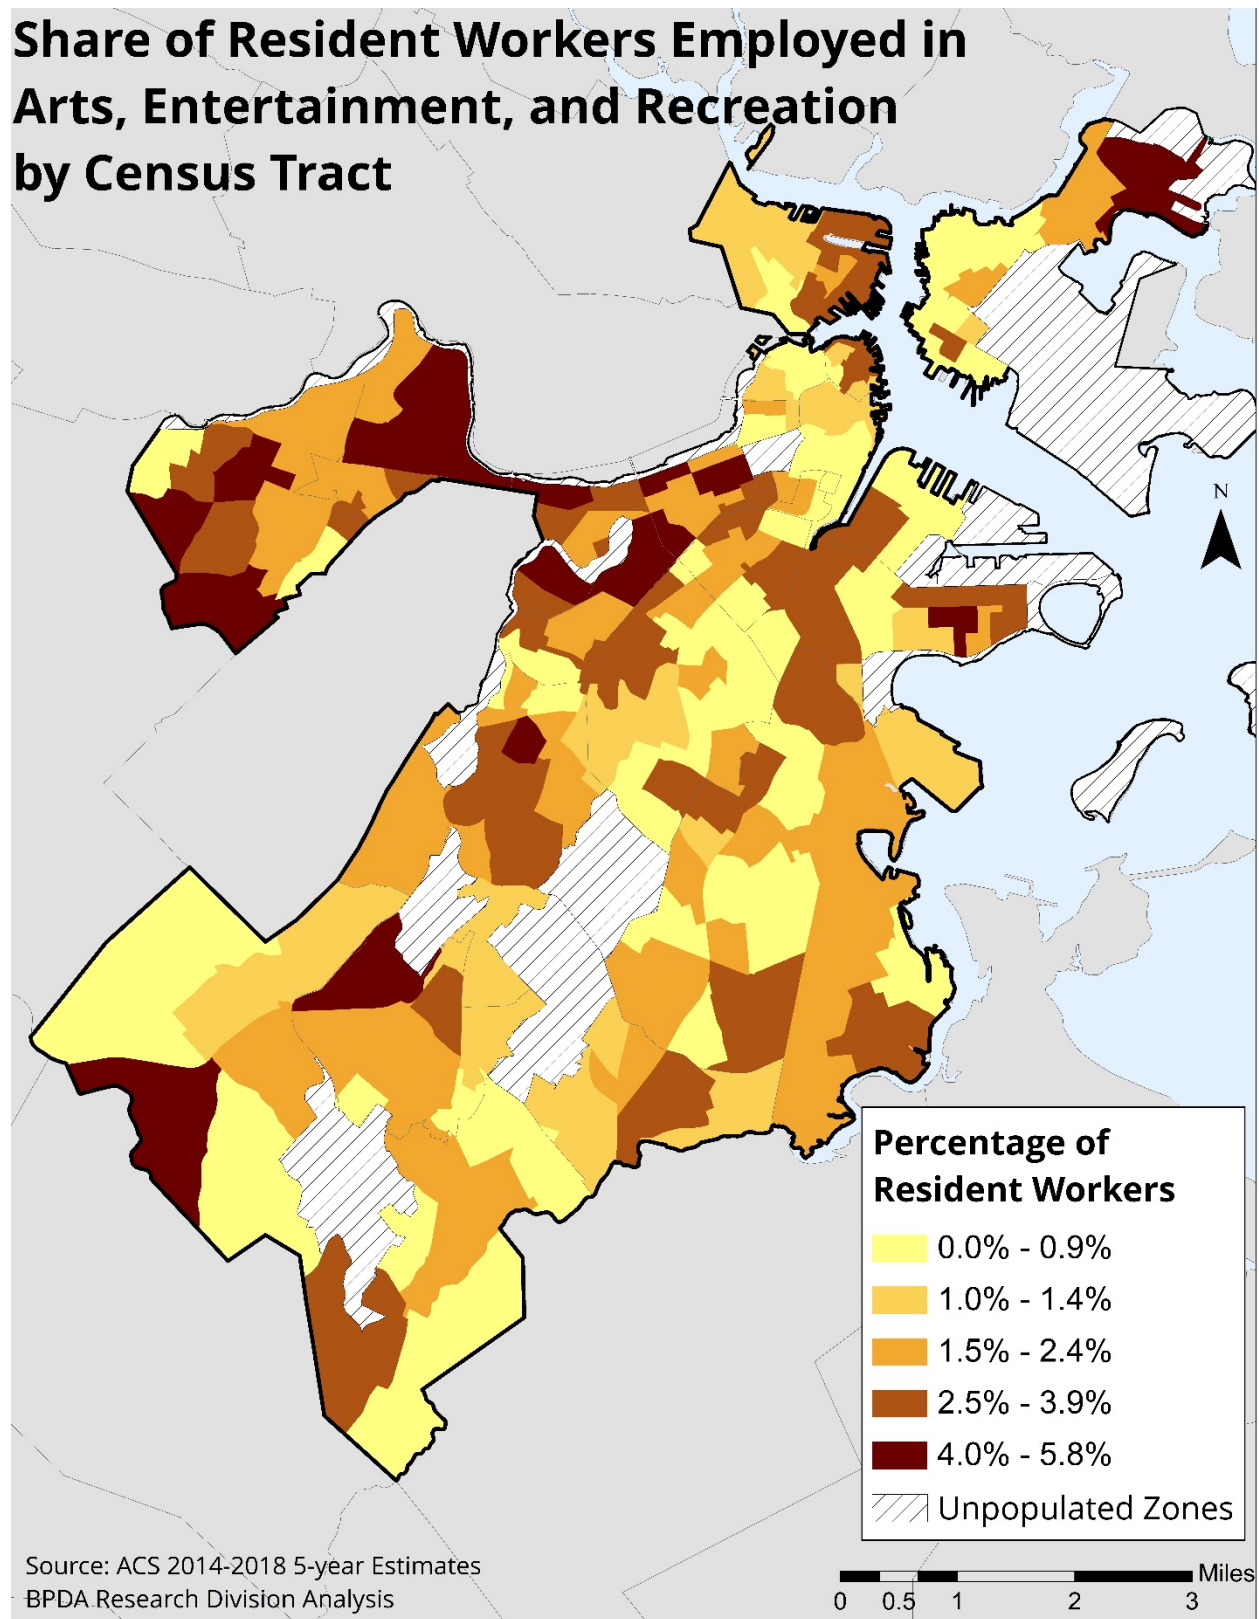 Share of Resident Workers Employed in
Arts, Entertainment, and Recreation
by Census Tract
N
Percentage of
Resident Workers
0.0% - 0.9%
1.0% - 1.4%
1.5% - 2.4%
2.5% - 3.9%
4.0% - 5.8%
Unpopulated Zones
Source: ACS 2014-2018 5-year Estimates
BPDA Research Division Analysis
Miles
0 0.5 1 2 3